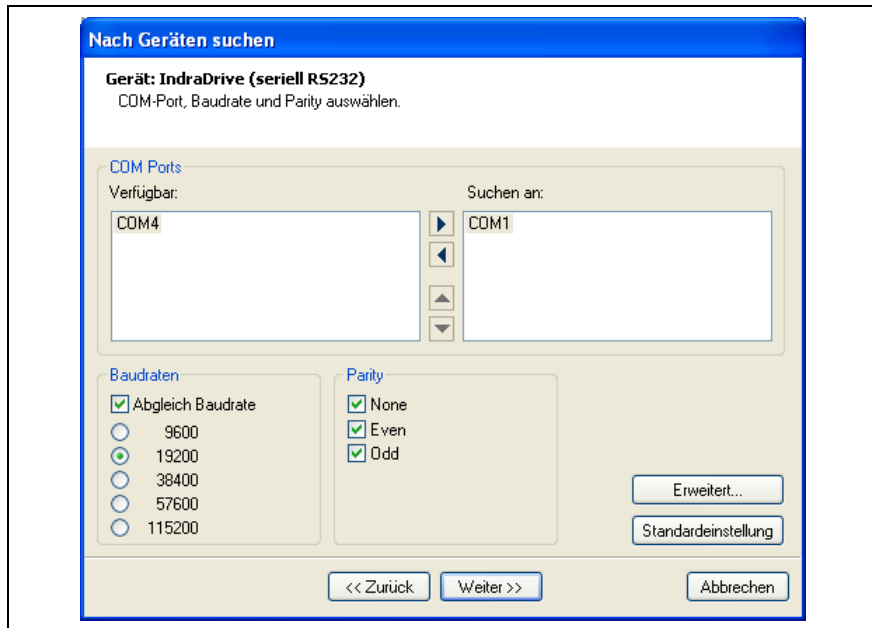 Nach Geräten suchen
Gerät: IndraDrive (seriell RS232)
COM-Port, Baudrate und Parity auswählen.
COM Ports
Verfügbar:
COM4
Suchen an:
COM1
Baudraten
Abgleich Baudrate
9600
19200
38400
57600
115200
Parity
None
Even
Odd
Erweitert...
Standardeinstellung
<< Zurück
Weiter >>
Abbrechen